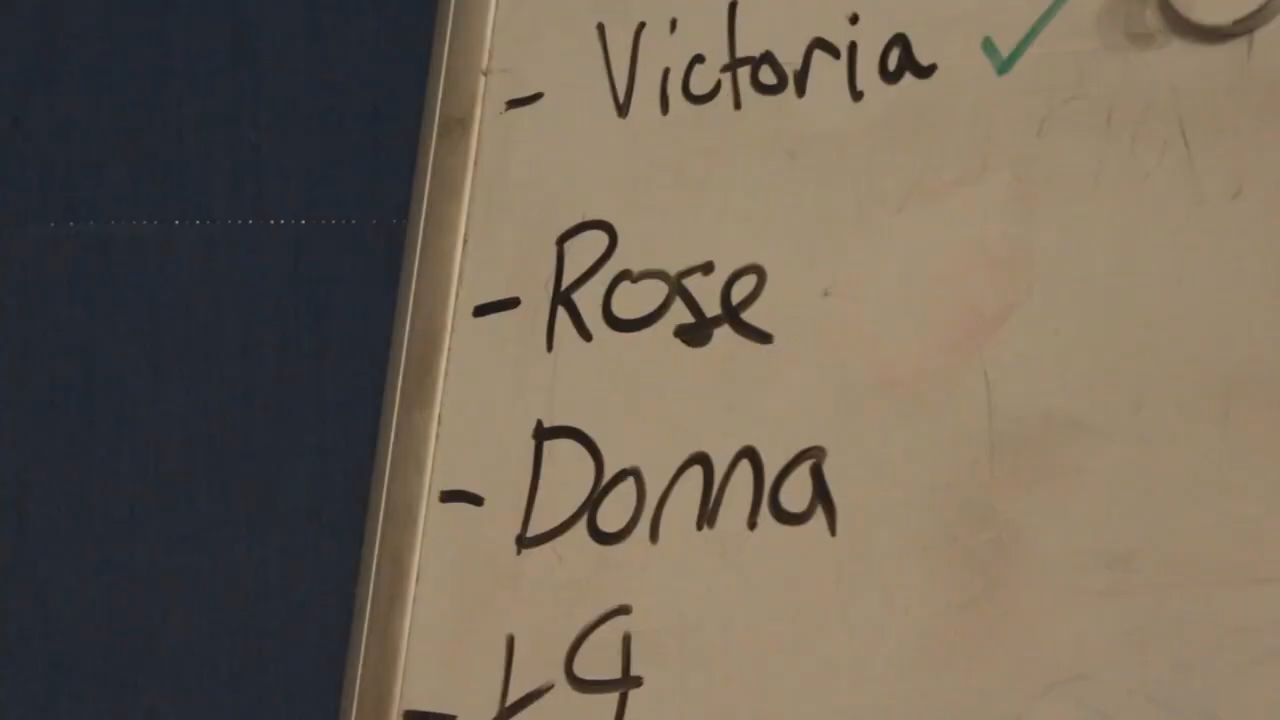 - Victoria ✓
- Rose
- Donna